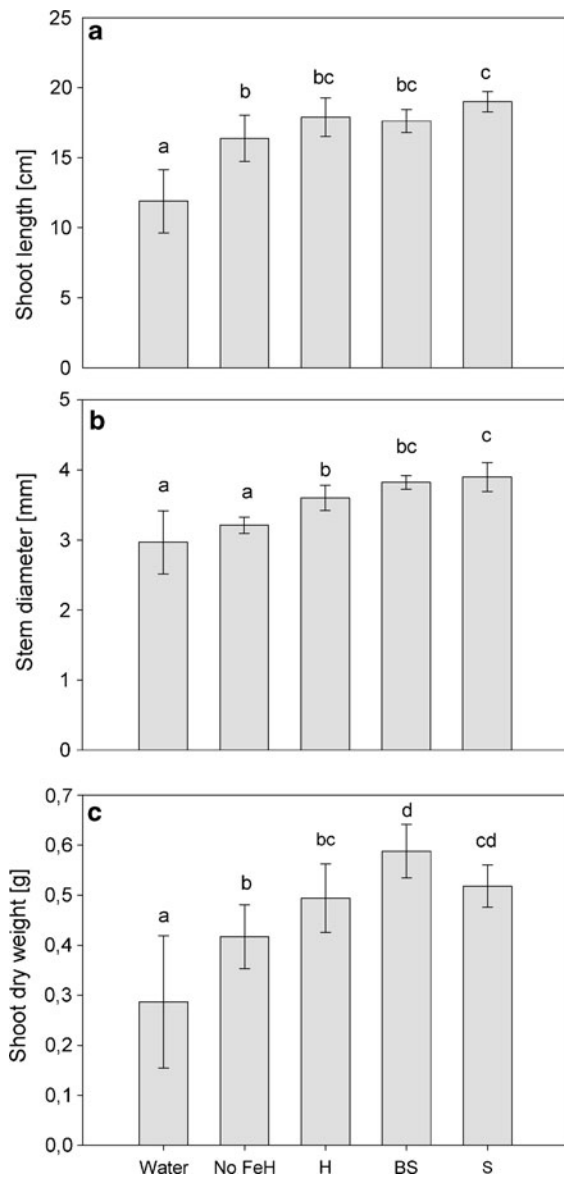 a
25
20
15
10
5
0
Shoot length [cm]
a
b
bc
bc
c
b
5
4
3
2
1
0
Stem diameter [mm]
a
a
b
bc
c
c
0,7
0,6
0,5
0,4
0,3
0,2
0,1
0,0
Shoot dry weight [g]
a
b
bc
d
cd
Water No FeH H BS S